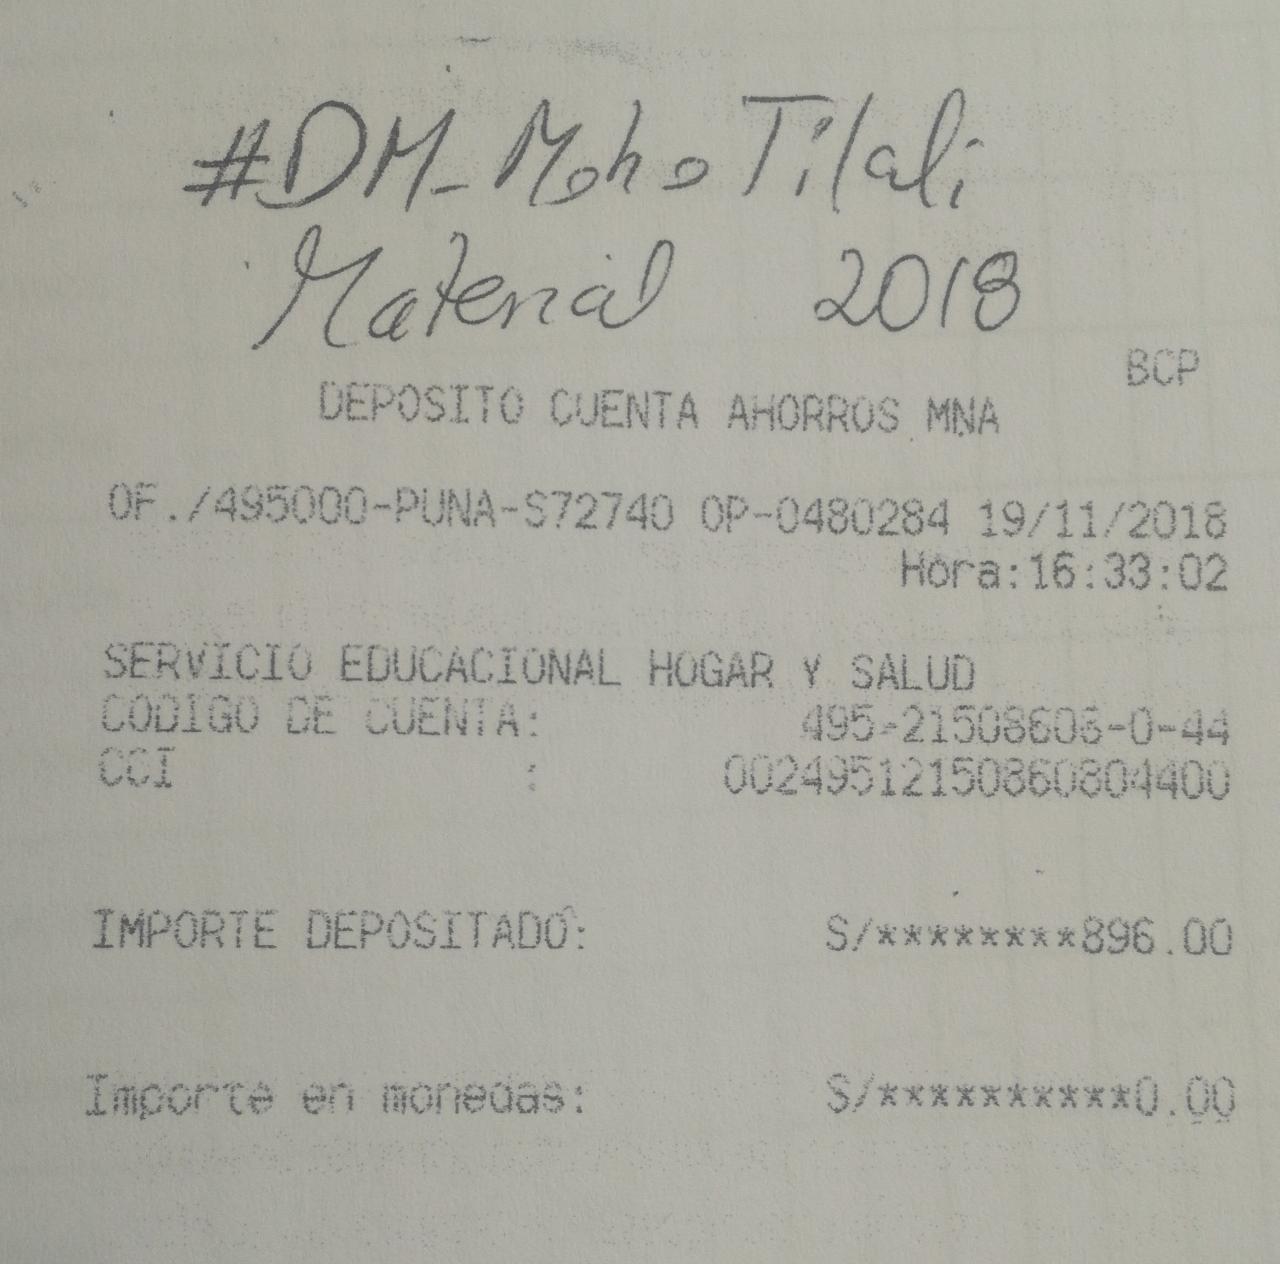 #DM_Moho Tilali
Material 2018
BCP
DEPOSITO CUENTA AHORROS MNA
OF./495000-PUNA-S72740 OP-0480284 19/11/2018
Hora:16:33:02
SERVICIO EDUCACIONAL HOGAR Y SALUD
CODIGO DE CUENTA: 495-21508608-0-44
CCI : 00249512150860804400
IMPORTE DEPOSITADO: S/********896.00
Importe en monedas: S/**********0.00